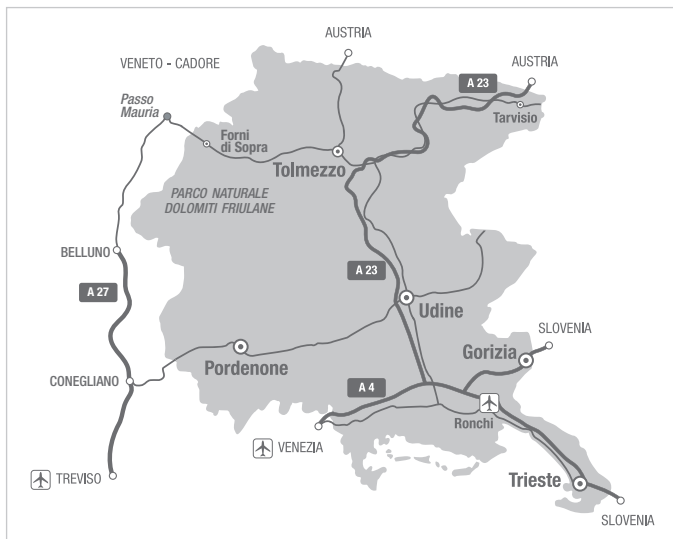 AUSTRIA
VENETO - CADORE
AUSTRIA
A 23
Passo
Mauria
Tarvisio
Forni
di Sopra
Tolmezzo
PARCO NATURALE
DOLOMITI FRIULANE
BELLUNO
A 23
A 27
Udine
SLOVENIA
Gorizia
Pordenone
CONEGLIANO
A 4
Ronchi
VENEZIA
TREVISO
Trieste
SLOVENIA